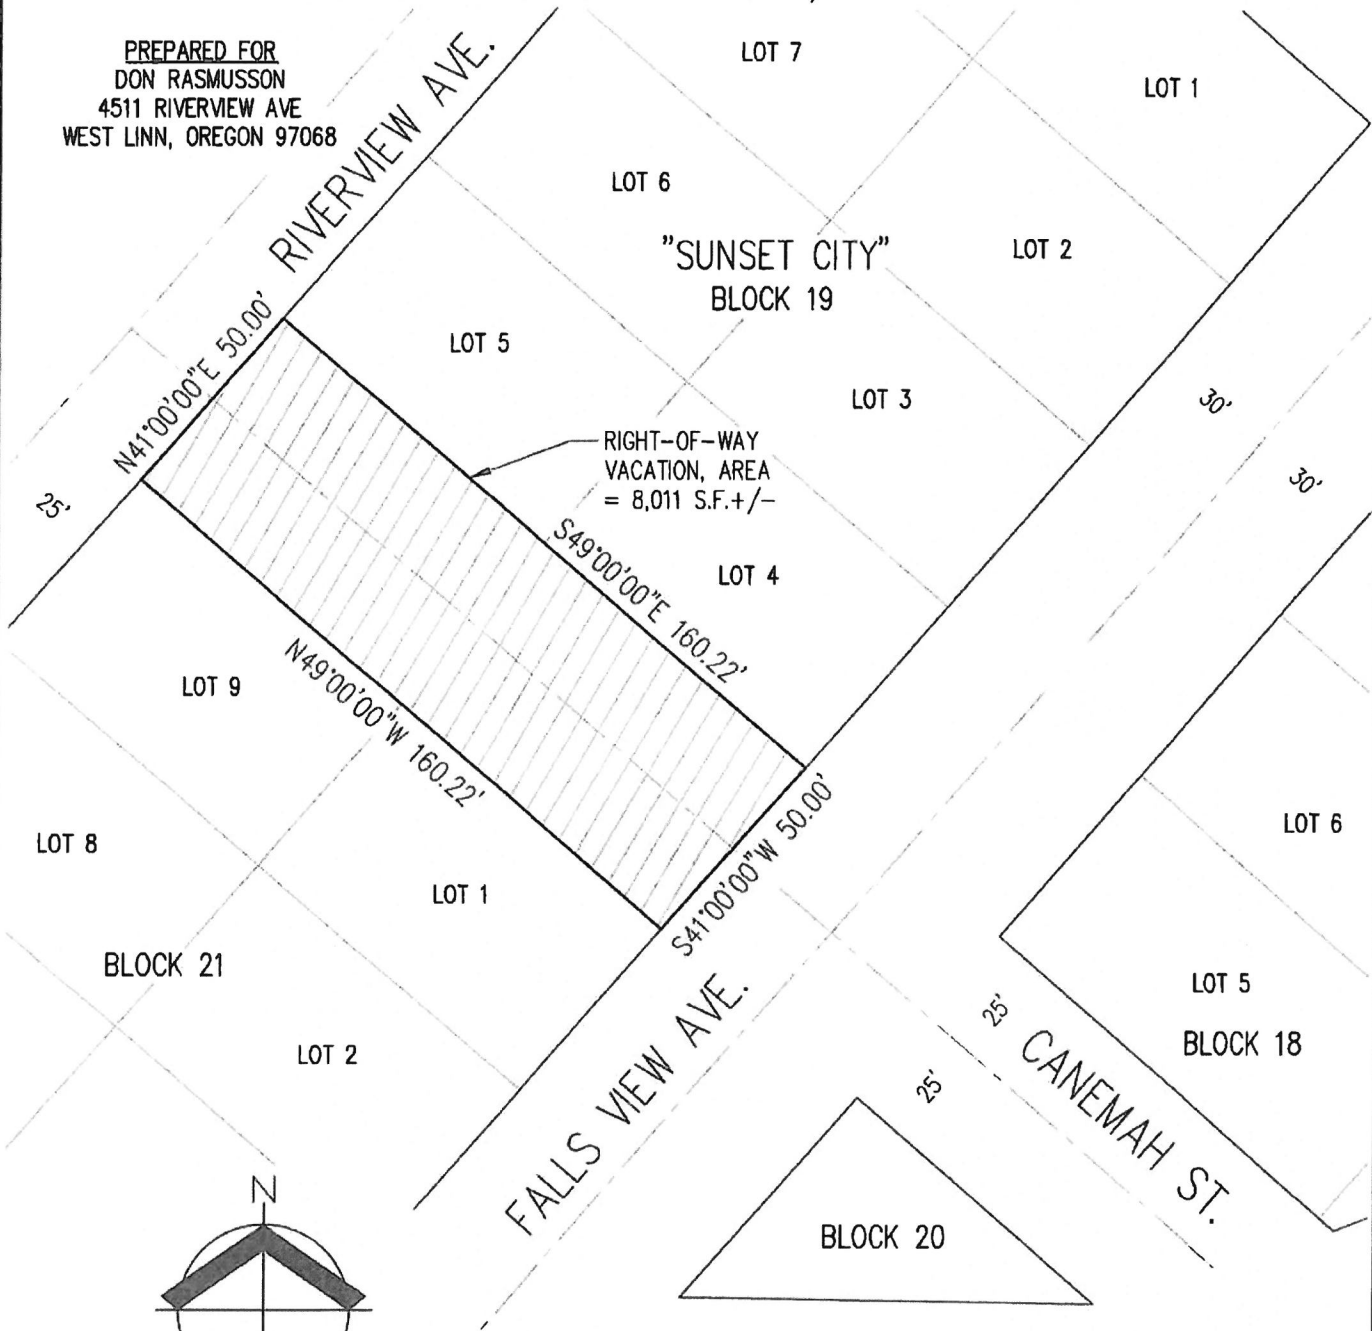 PREPARED FOR
DON RASMUSSON
4511 RIVERVIEW AVE
WEST LINN, OREGON 97068
RIVERVIEW AVE.
LOT 7
LOT 1
LOT 6
"SUNSET CITY"
BLOCK 19
LOT 2
LOT 5
LOT 3
N41°00'00"E 50.00'
30'
30'
25'
RIGHT-OF-WAY
VACATION, AREA
= 8,011 S.F.+/-
S49°00'00"E 160.22'
LOT 4
N49°00'00"W 160.22'
LOT 9
LOT 8
LOT 1
S41°00'00"W 50.00'
LOT 6
BLOCK 21
LOT 2
FALLS VIEW AVE.
LOT 5
BLOCK 18
25'
25'
CANEMAH ST.
BLOCK 20
N